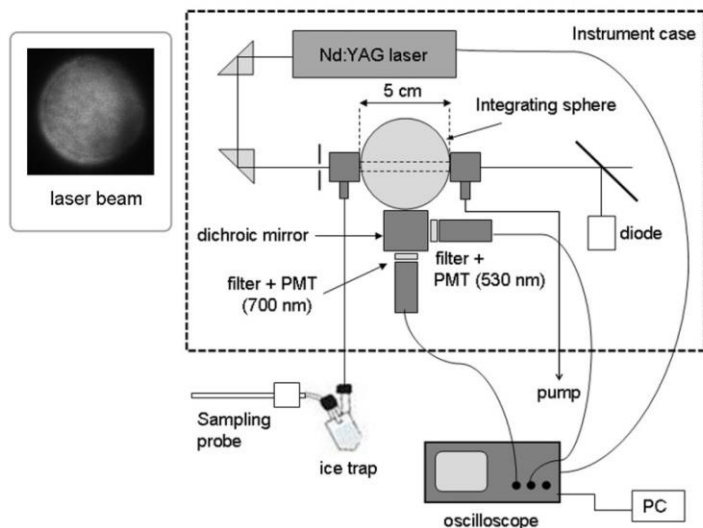 Nd:YAG laser
Instrument case
5 cm
Integrating sphere
laser beam
dichroic mirror
diode
filter + PMT
(700 nm)
filter +
PMT (530 nm)
pump
Sampling
probe
ice trap
oscilloscope
PC